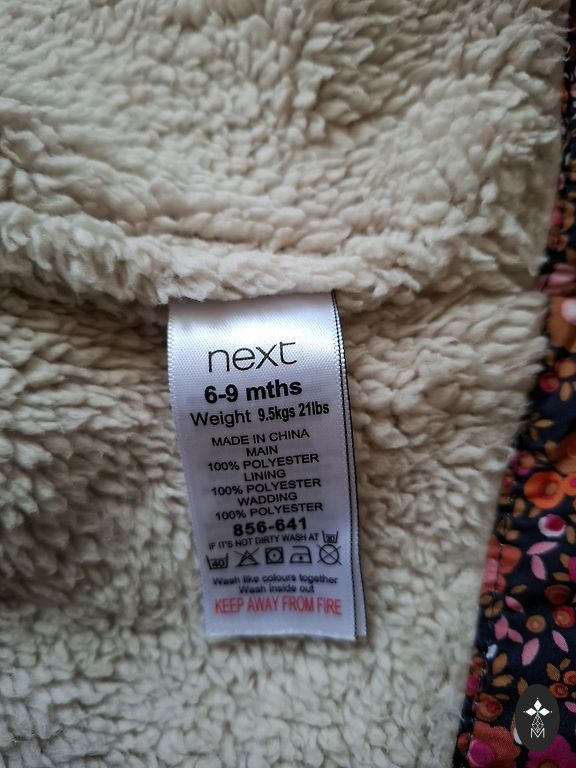 next
6-9 mths
Weight 9.5kgs 21lbs
MADE IN CHINA
MAIN
100% POLYESTER
LINING
100% POLYESTER
WADDING
100% POLYESTER
856-641
IF IT'S NOT DIRTY WASH AT 30
40
Wash like colours together
Wash inside out
KEEP AWAY FROM FIRE
M